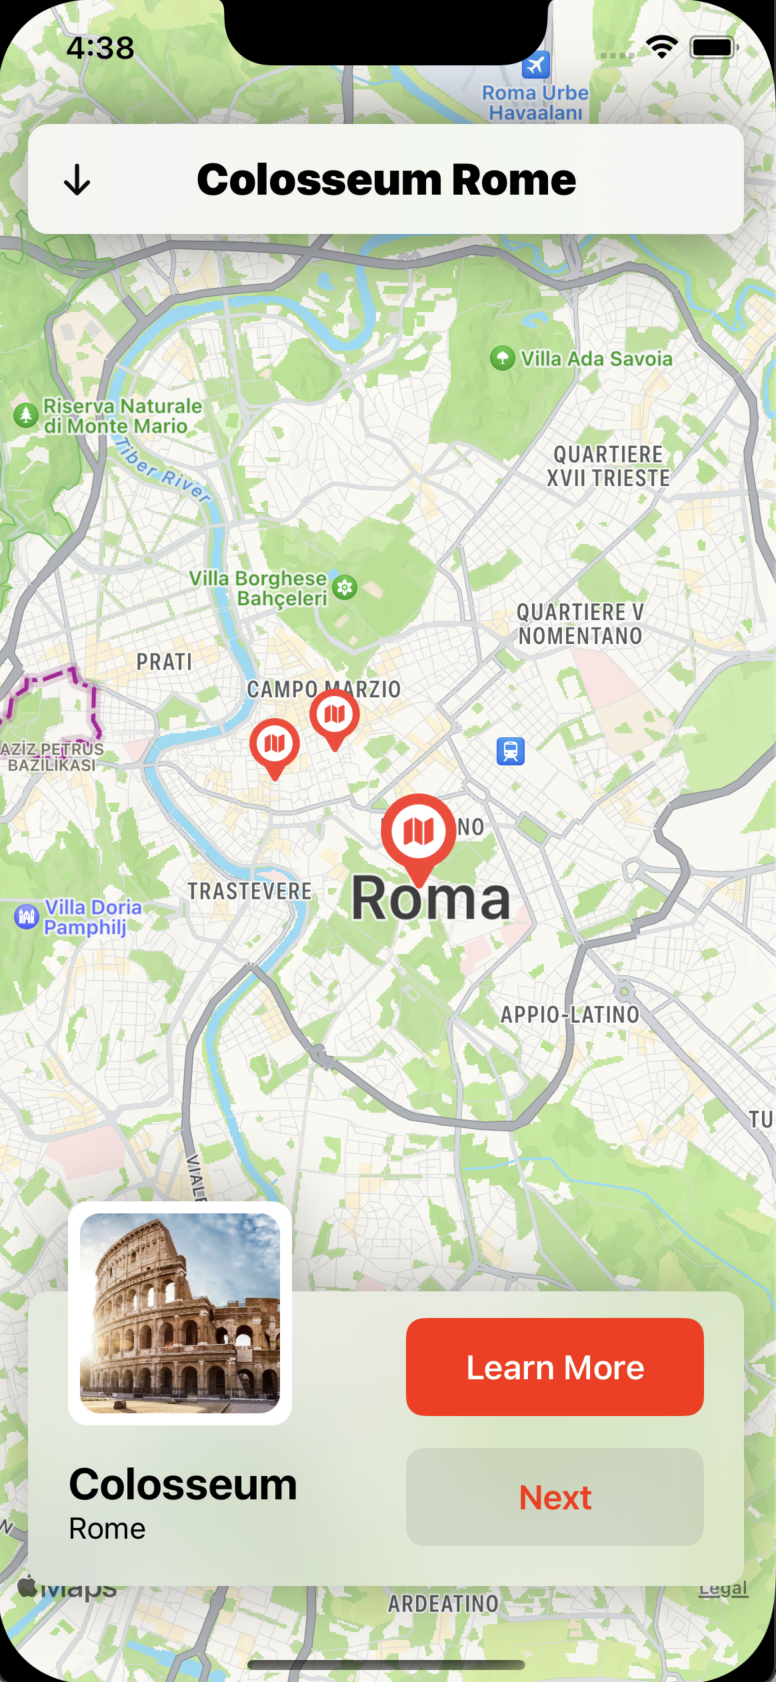 4:38
Roma Urbe
Havaalanı
Colosseum Rome
Villa Ada Savoia
Riserva Naturale
di Monte Mario
Tiber River
QUARTIERE
XVII TRIESTE
Villa Borghese
Bahçeleri
QUARTIERE V
NOMENTANO
PRATI
CAMPO MARZIO
AZİZ PETRUS
BAZİLİKASI
NO
TRASTEVERE
Roma
Villa Doria
Pamphilj
APPIO-LATINO
TU
VIALE
Learn More
Colosseum
Rome
Next
N
Maps
Legal
ARDEATINO